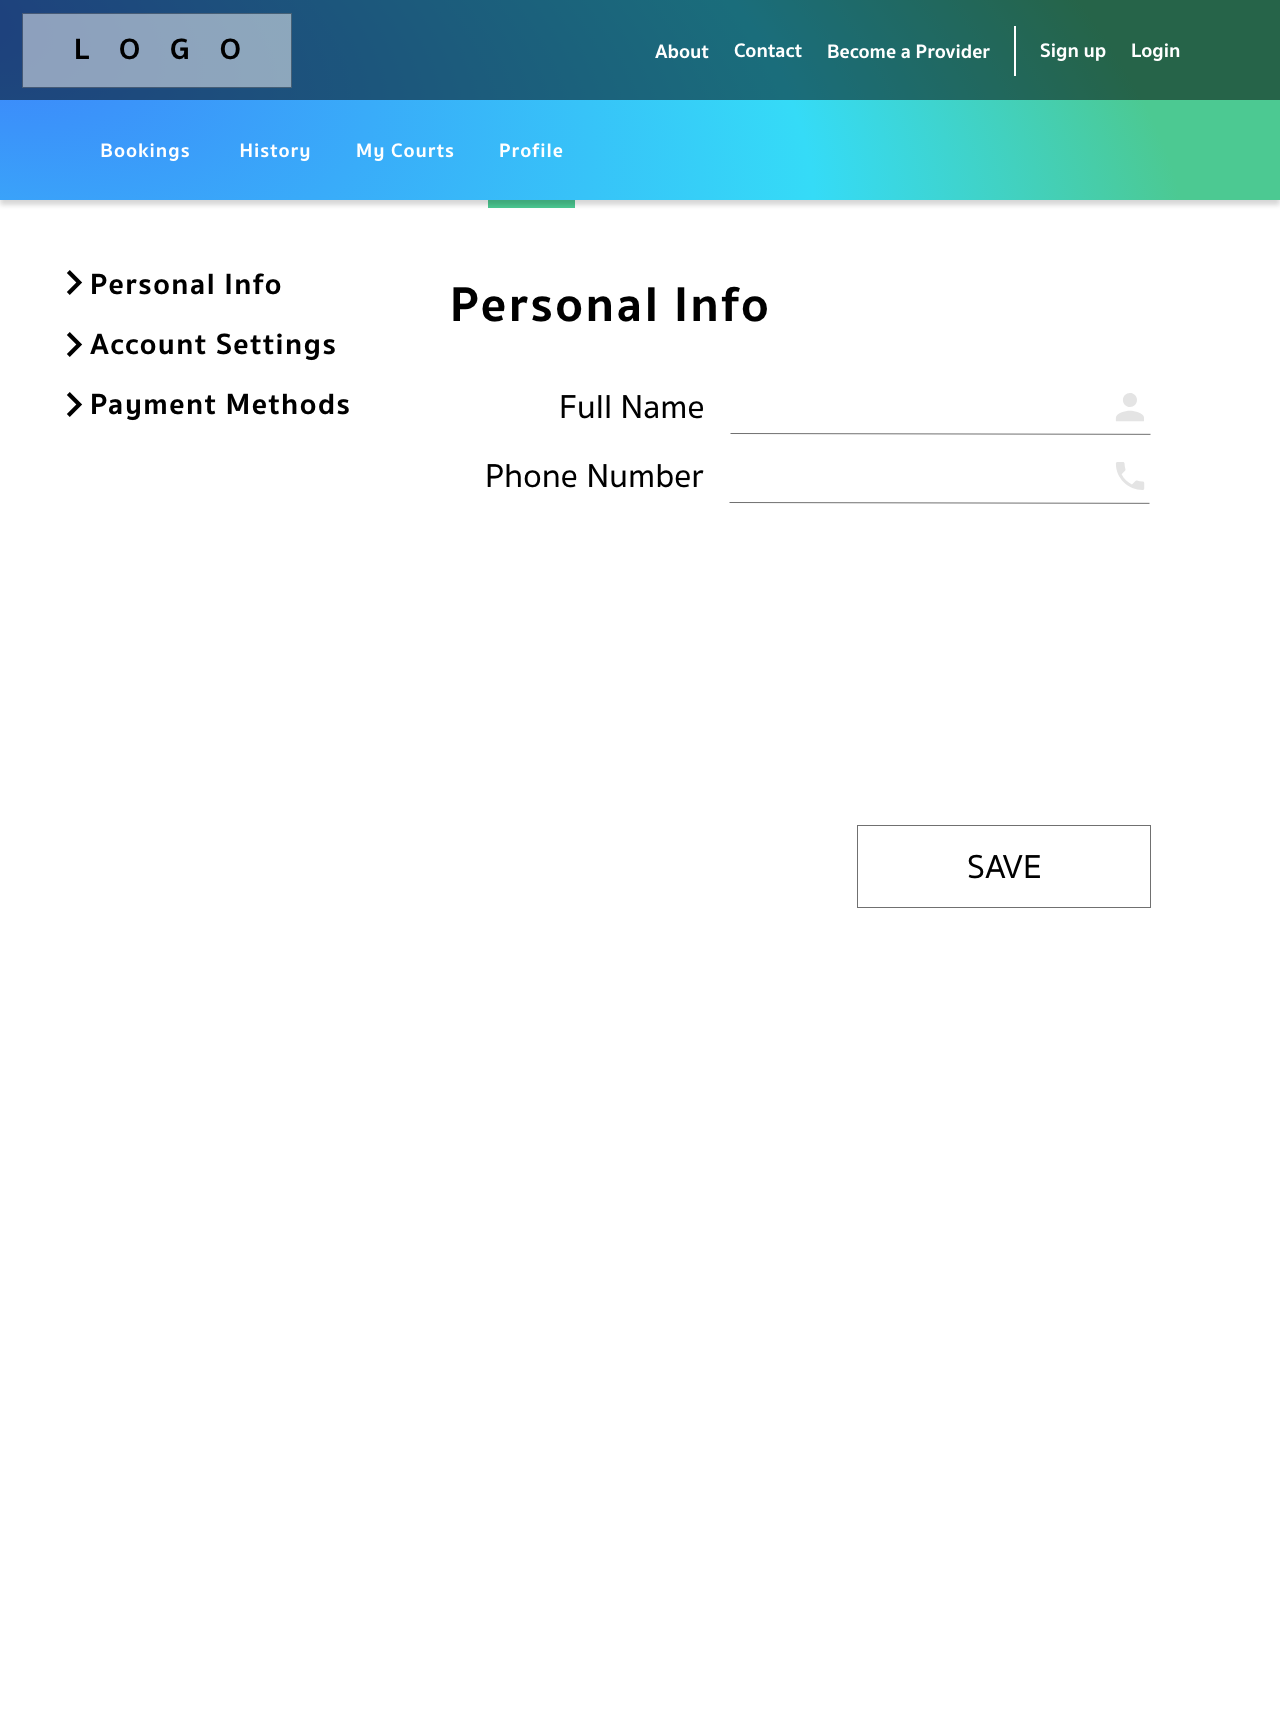 L O G O
About Contact Become a Provider Sign up Login
Bookings History My Courts Profile
Personal Info
Account Settings
Payment Methods
Personal Info
Full Name
Phone Number
SAVE